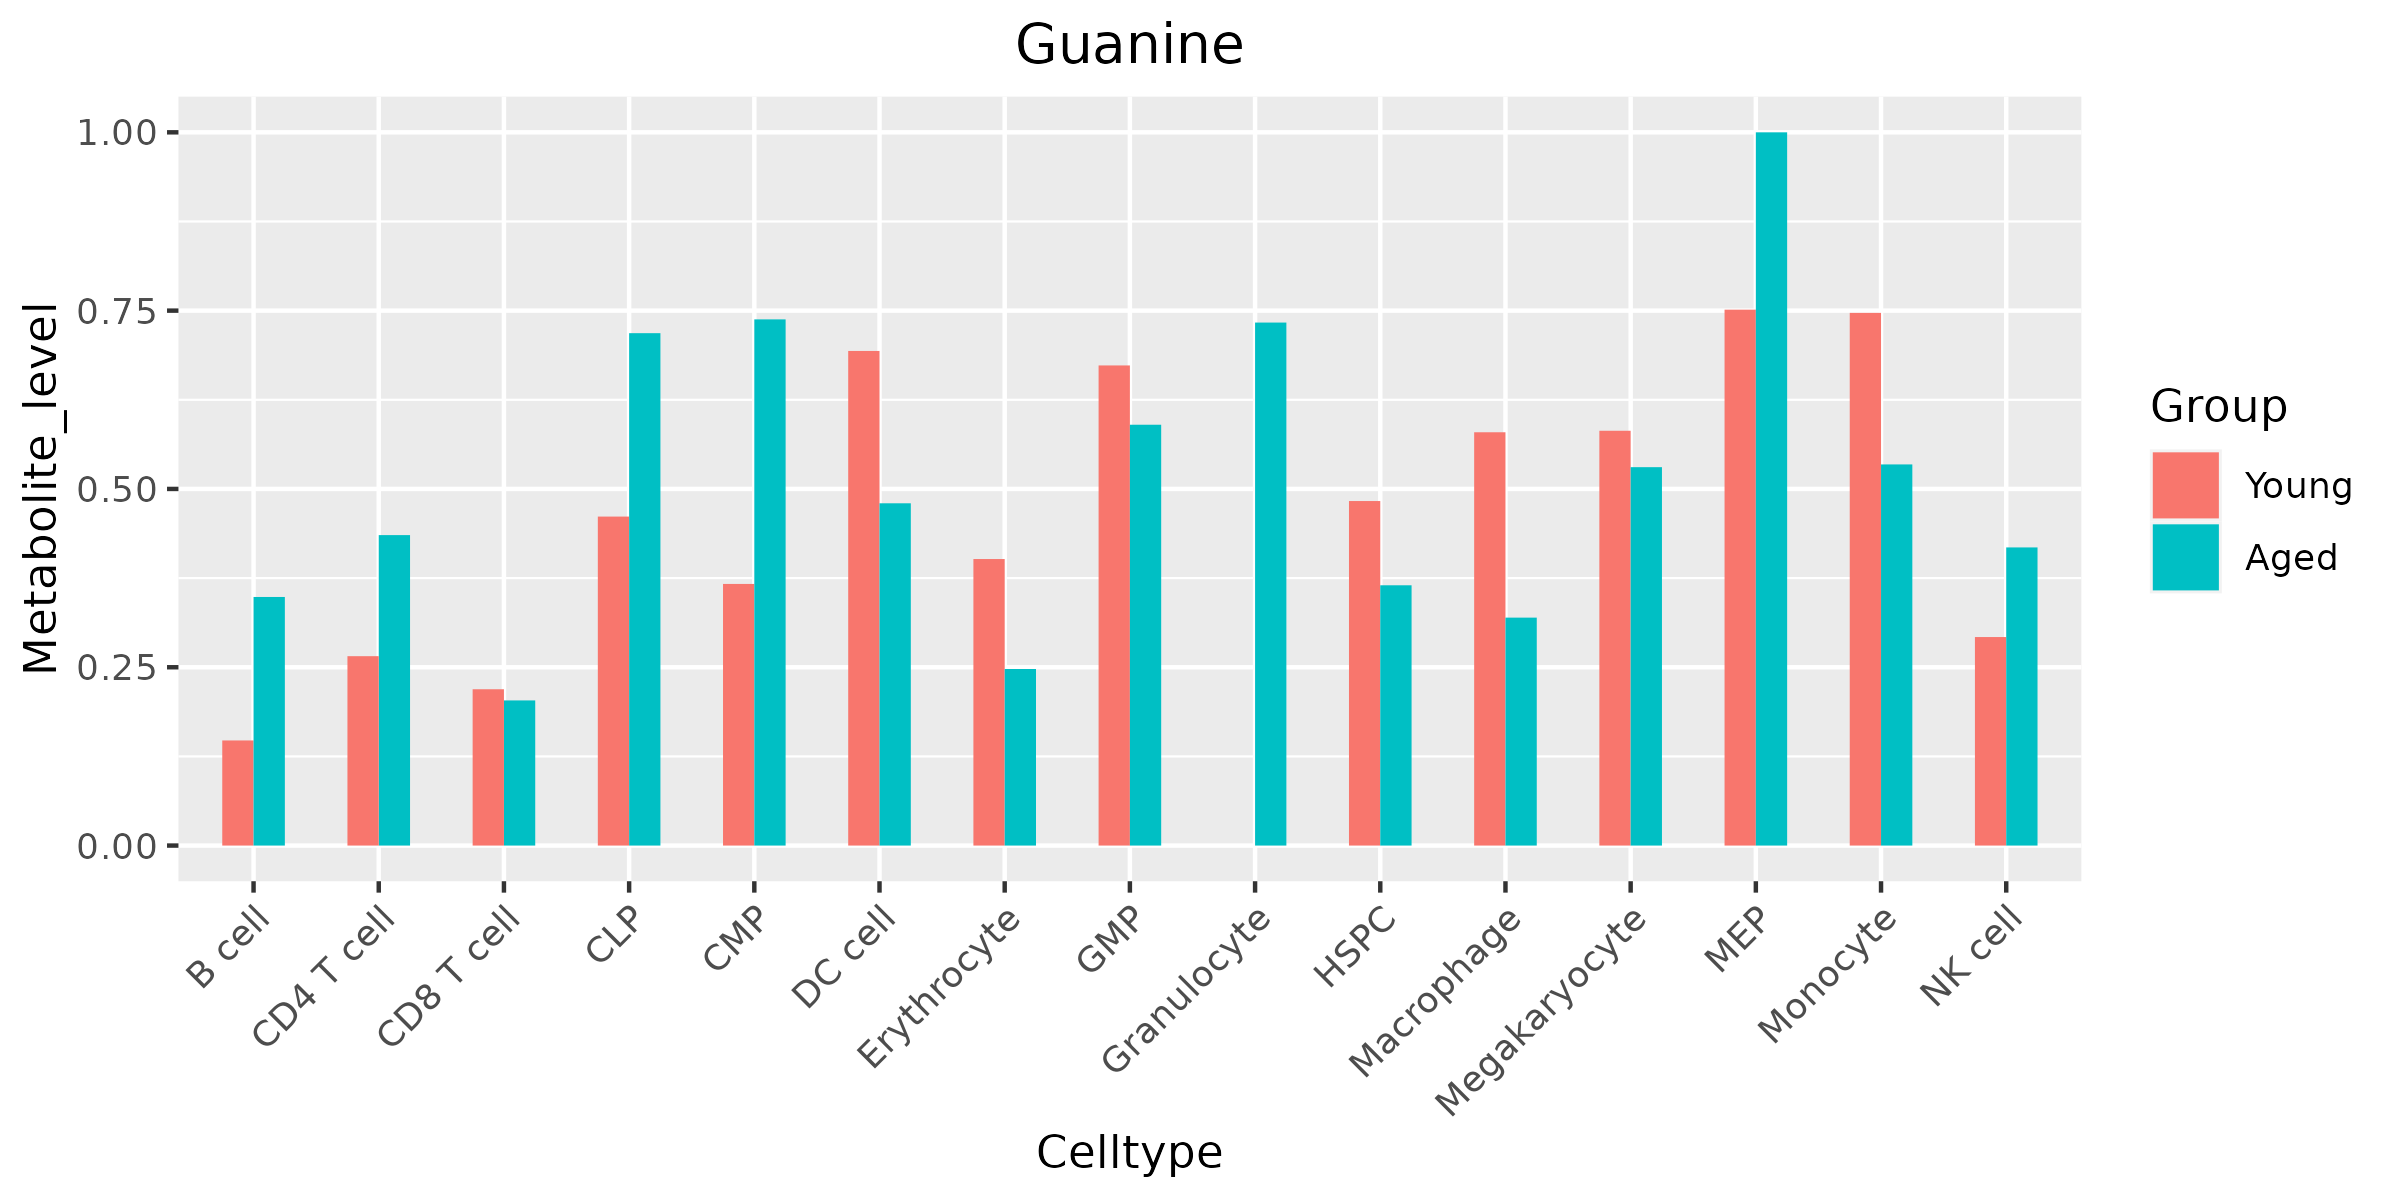 Guanine
Metabolite_level
1.00
0.75
0.50
0.25
0.00
B cell
CD4 T cell
CD8 T cell
CLP
CMP
DC cell
Erythrocyte
GMP
Granulocyte
HSPC
Macrophage
Megakaryocyte
MEP
Monocyte
NK cell
Celltype
Group
Young
Aged